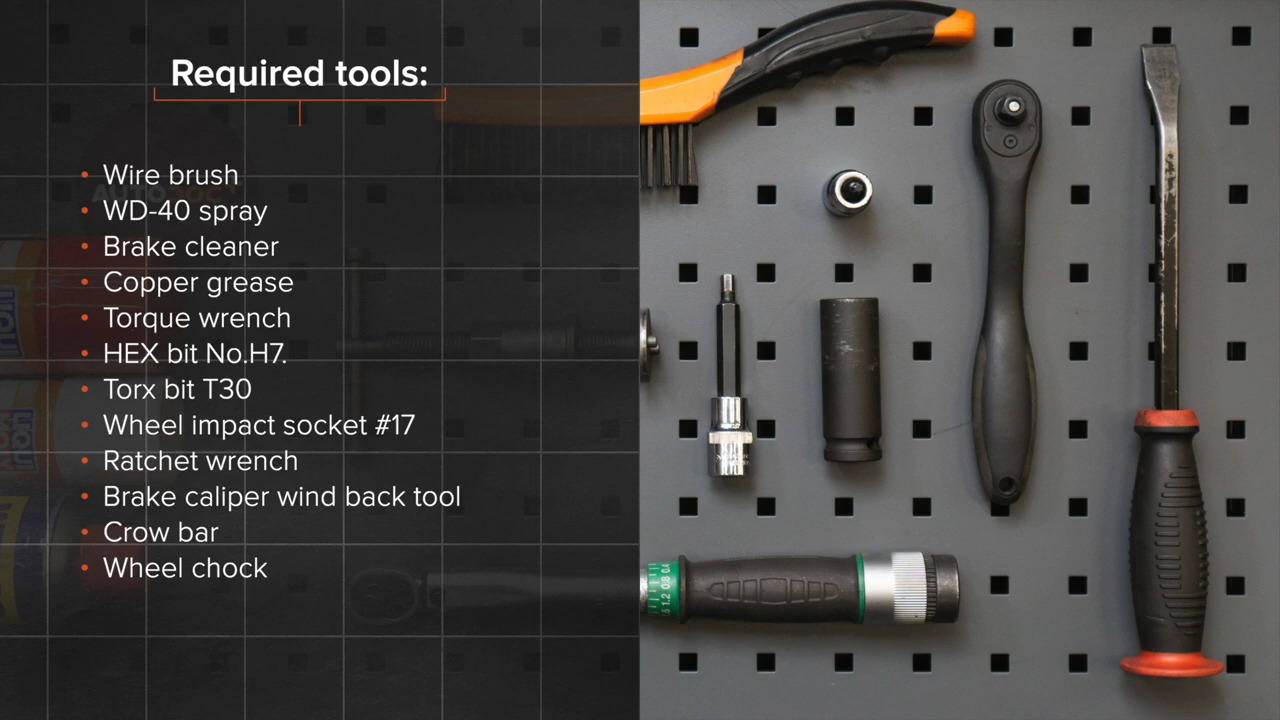 Required tools:
• Wire brush
• WD-40 spray
• Brake cleaner
• Copper grease
• Torque wrench
• HEX bit No.H7.
• Torx bit T30
• Wheel impact socket #17
• Ratchet wrench
• Brake caliper wind back tool
• Crow bar
• Wheel chock